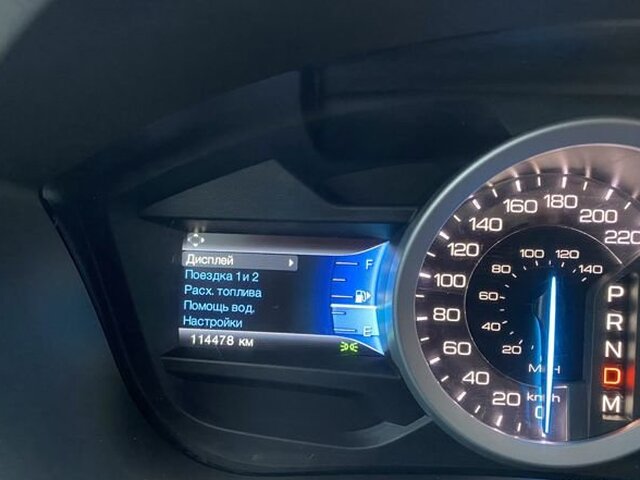 Дисплей
Поездка 1 и 2
Расх. топлива
Помощь вод.
Настройки
114478 км
F
E
20
40
60
80
100
120
140
160
180
200
220
20
40
60
80
100
120
140
MPH
km/h
0
P
R
N
D
M